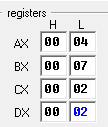 registers
H L
AX 00 04
BX 00 07
CX 00 02
DX 00 02